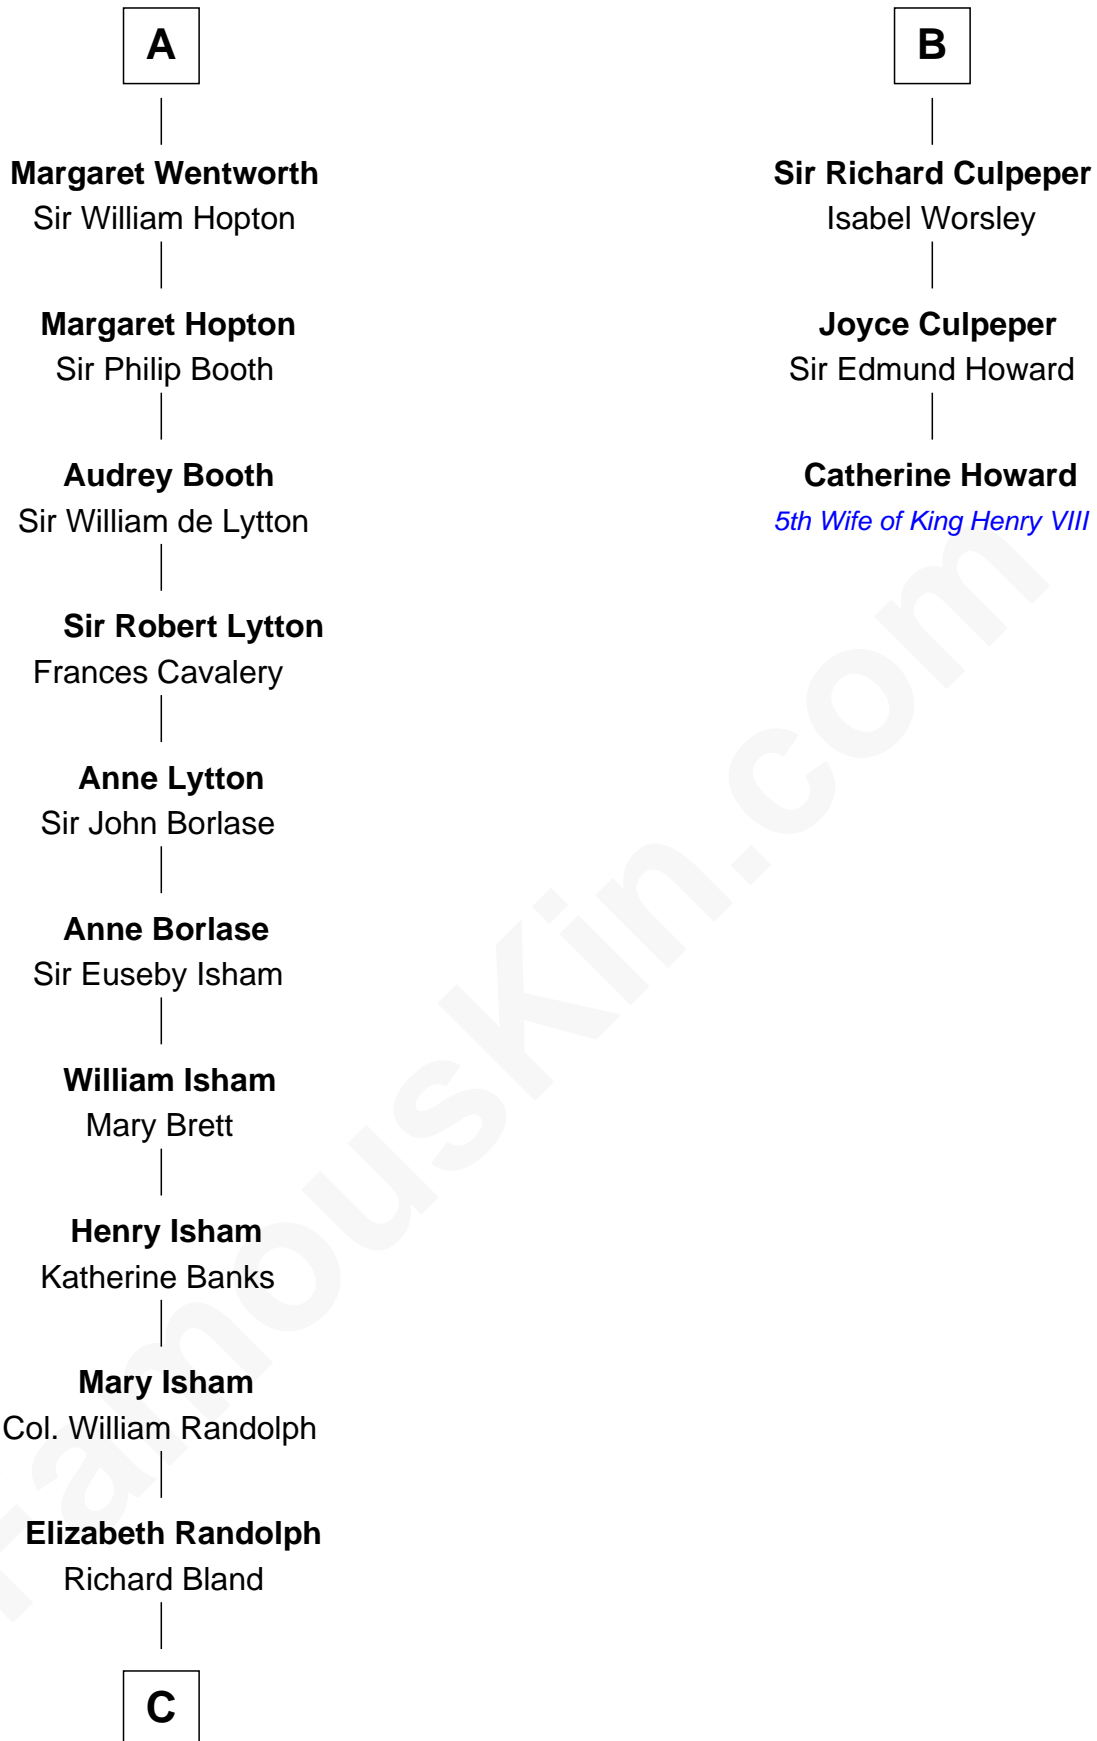 A
Margaret Wentworth
Sir William Hopton
Margaret Hopton
Sir Philip Booth
Audrey Booth
Sir William de Lytton
Sir Robert Lytton
Frances Cavalery
Anne Lytton
Sir John Borlase
Anne Borlase
Sir Euseby Isham
William Isham
Mary Brett
Henry Isham
Katherine Banks
Mary Isham
Col. William Randolph
Elizabeth Randolph
Richard Bland
C
B
Sir Richard Culpeper
Isabel Worsley
Joyce Culpeper
Sir Edmund Howard
Catherine Howard
5th Wife of King Henry VIII
FamousKin.com